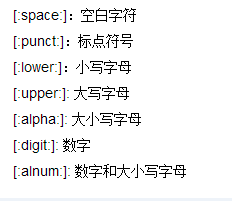 [:space:]：空白字符
[:punct:]：标点符号
[:lower:]：小写字母
[:upper:]: 大写字母
[:alpha:]: 大小写字母
[:digit:]: 数字
[:alnum:]: 数字和大小写字母